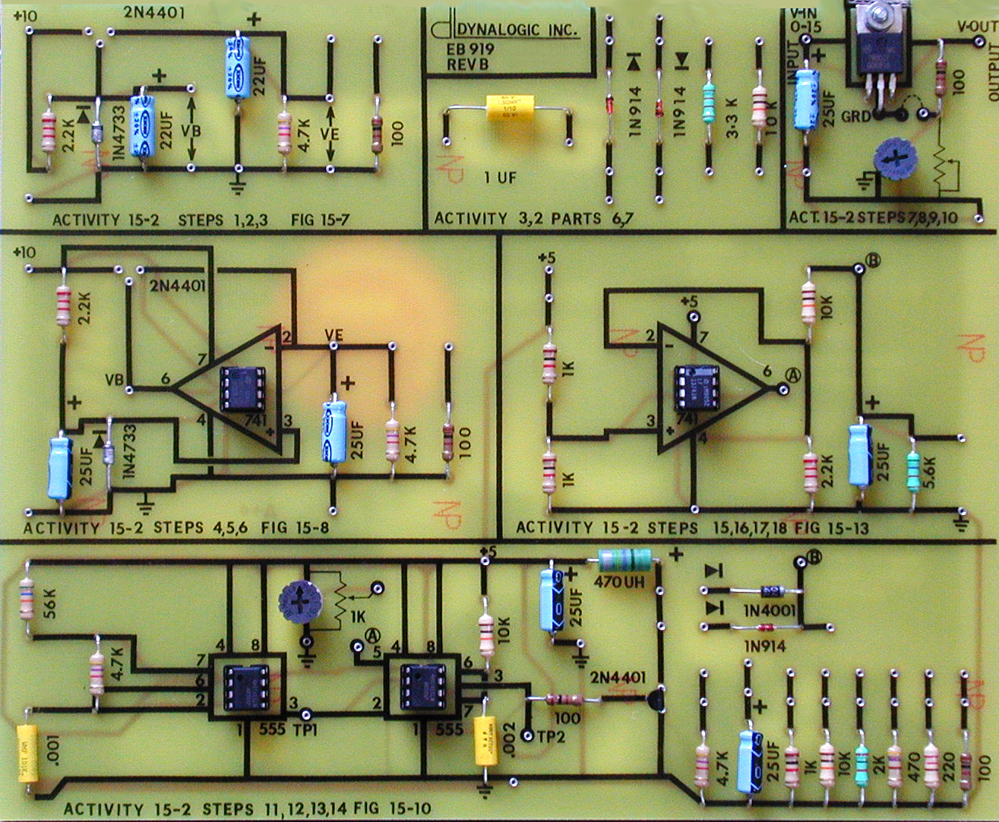 +10
2N4401
+
2.2K
1N4733
+
22UF
VB
22UF
4.7K
VE
100
ACTIVITY 15-2 STEPS 1,2,3 FIG 15-7
DYNALOGIC INC.
EB 919
REV B
1 UF
1N914
1N914
3.3 K
10K
NP
ACTIVITY 3,2 PARTS 6,7
V-IN
0-15
INPUT
+
25UF
GRD
100
V-OUT
OUTPUT
NP
ACT. 15-2 STEPS 7,8,9,10
+10
2N4401
2.2K
VB
6
7
4
2
-
3
+
741
VE
+
25UF
1N4733
+
25UF
4.7K
100
NP
ACTIVITY 15-2 STEPS 4,5,6 FIG 15-8
+5
1K
1K
+5
2
-
7
3
+
741
4
6
A
10K
B
2.2K
+
25UF
5.6K
NP
NP
ACTIVITY 15-2 STEPS 15,16,17,18 FIG 15-13
56K
4.7K
.001
4
8
7
6
2
3
1
555
TP1
1K
A
5
4
8
6
3
2
7
1
555
+5
10K
.002
TP2
+
25UF
470UH
+
2N4401
100
B
1N4001
1N914
4.7K
+
25UF
1K
10K
2K
470
220
100
NP
ACTIVITY 15-2 STEPS 11,12,13,14 FIG 15-10